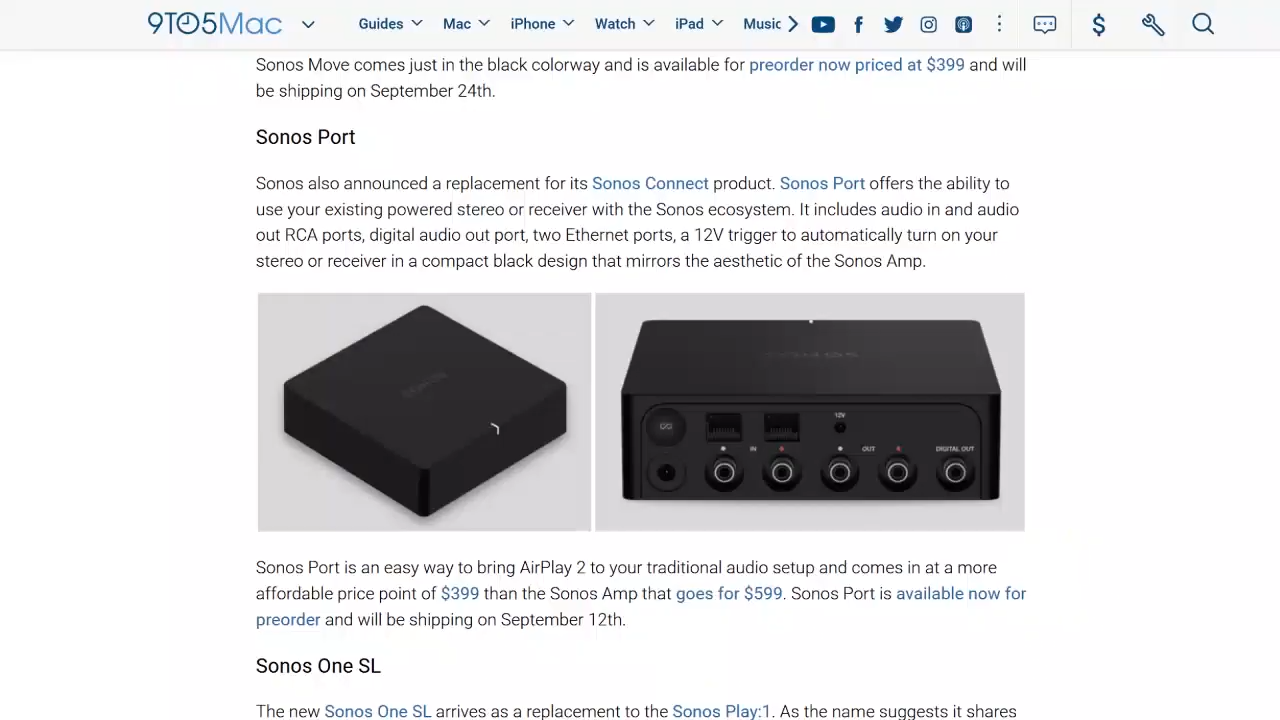 9TO5Mac Guides Mac iPhone Watch iPad Music
Sonos Move comes just in the black colorway and is available for preorder now priced at $399 and will
be shipping on September 24th.
Sonos Port
Sonos also announced a replacement for its Sonos Connect product. Sonos Port offers the ability to
use your existing powered stereo or receiver with the Sonos ecosystem. It includes audio in and audio
out RCA ports, digital audio out port, two Ethernet ports, a 12V trigger to automatically turn on your
stereo or receiver in a compact black design that mirrors the aesthetic of the Sonos Amp.
SONOS
SONOS
12V
IN OUT DIGITAL OUT
Sonos Port is an easy way to bring AirPlay 2 to your traditional audio setup and comes in at a more
affordable price point of $399 than the Sonos Amp that goes for $599. Sonos Port is available now for
preorder and will be shipping on September 12th.
Sonos One SL
The new Sonos One SL arrives as a replacement to the Sonos Play:1. As the name suggests it shares